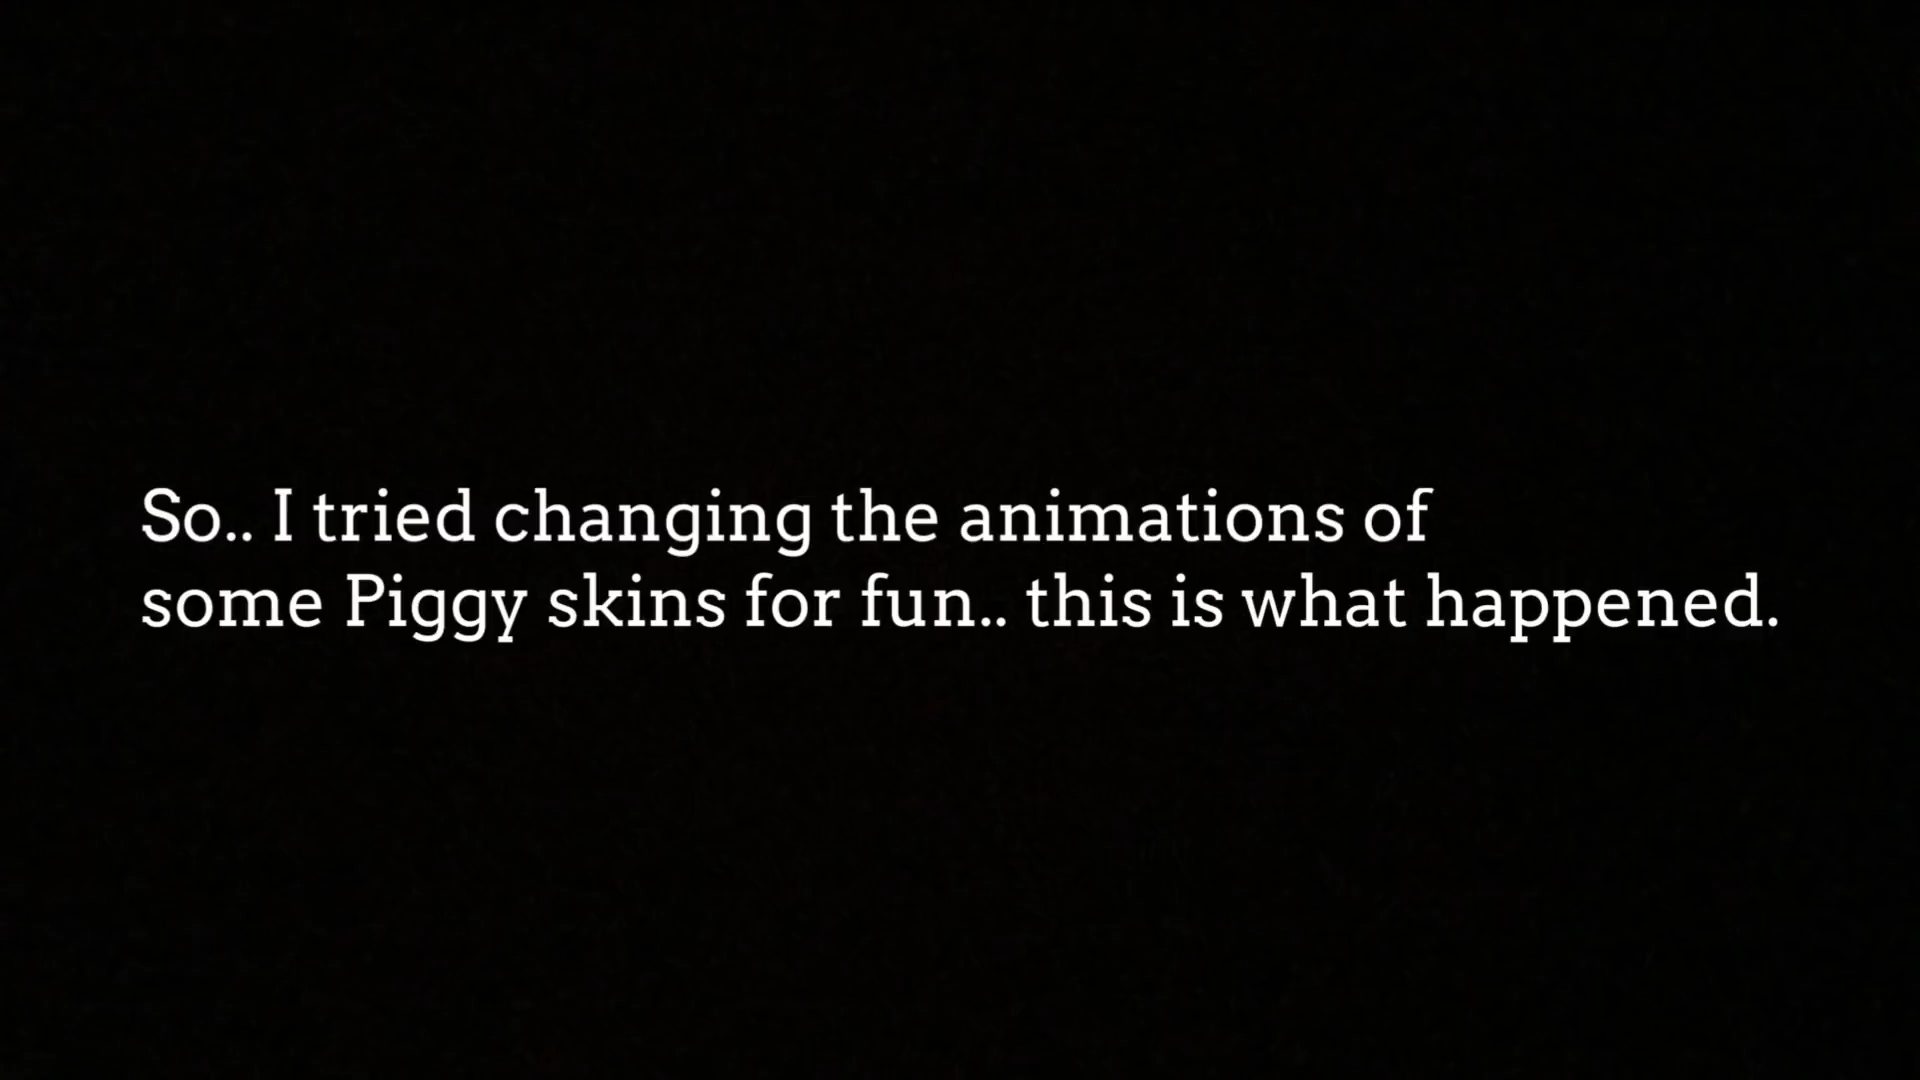 So.. I tried changing the animations of
some Piggy skins for fun.. this is what happened.